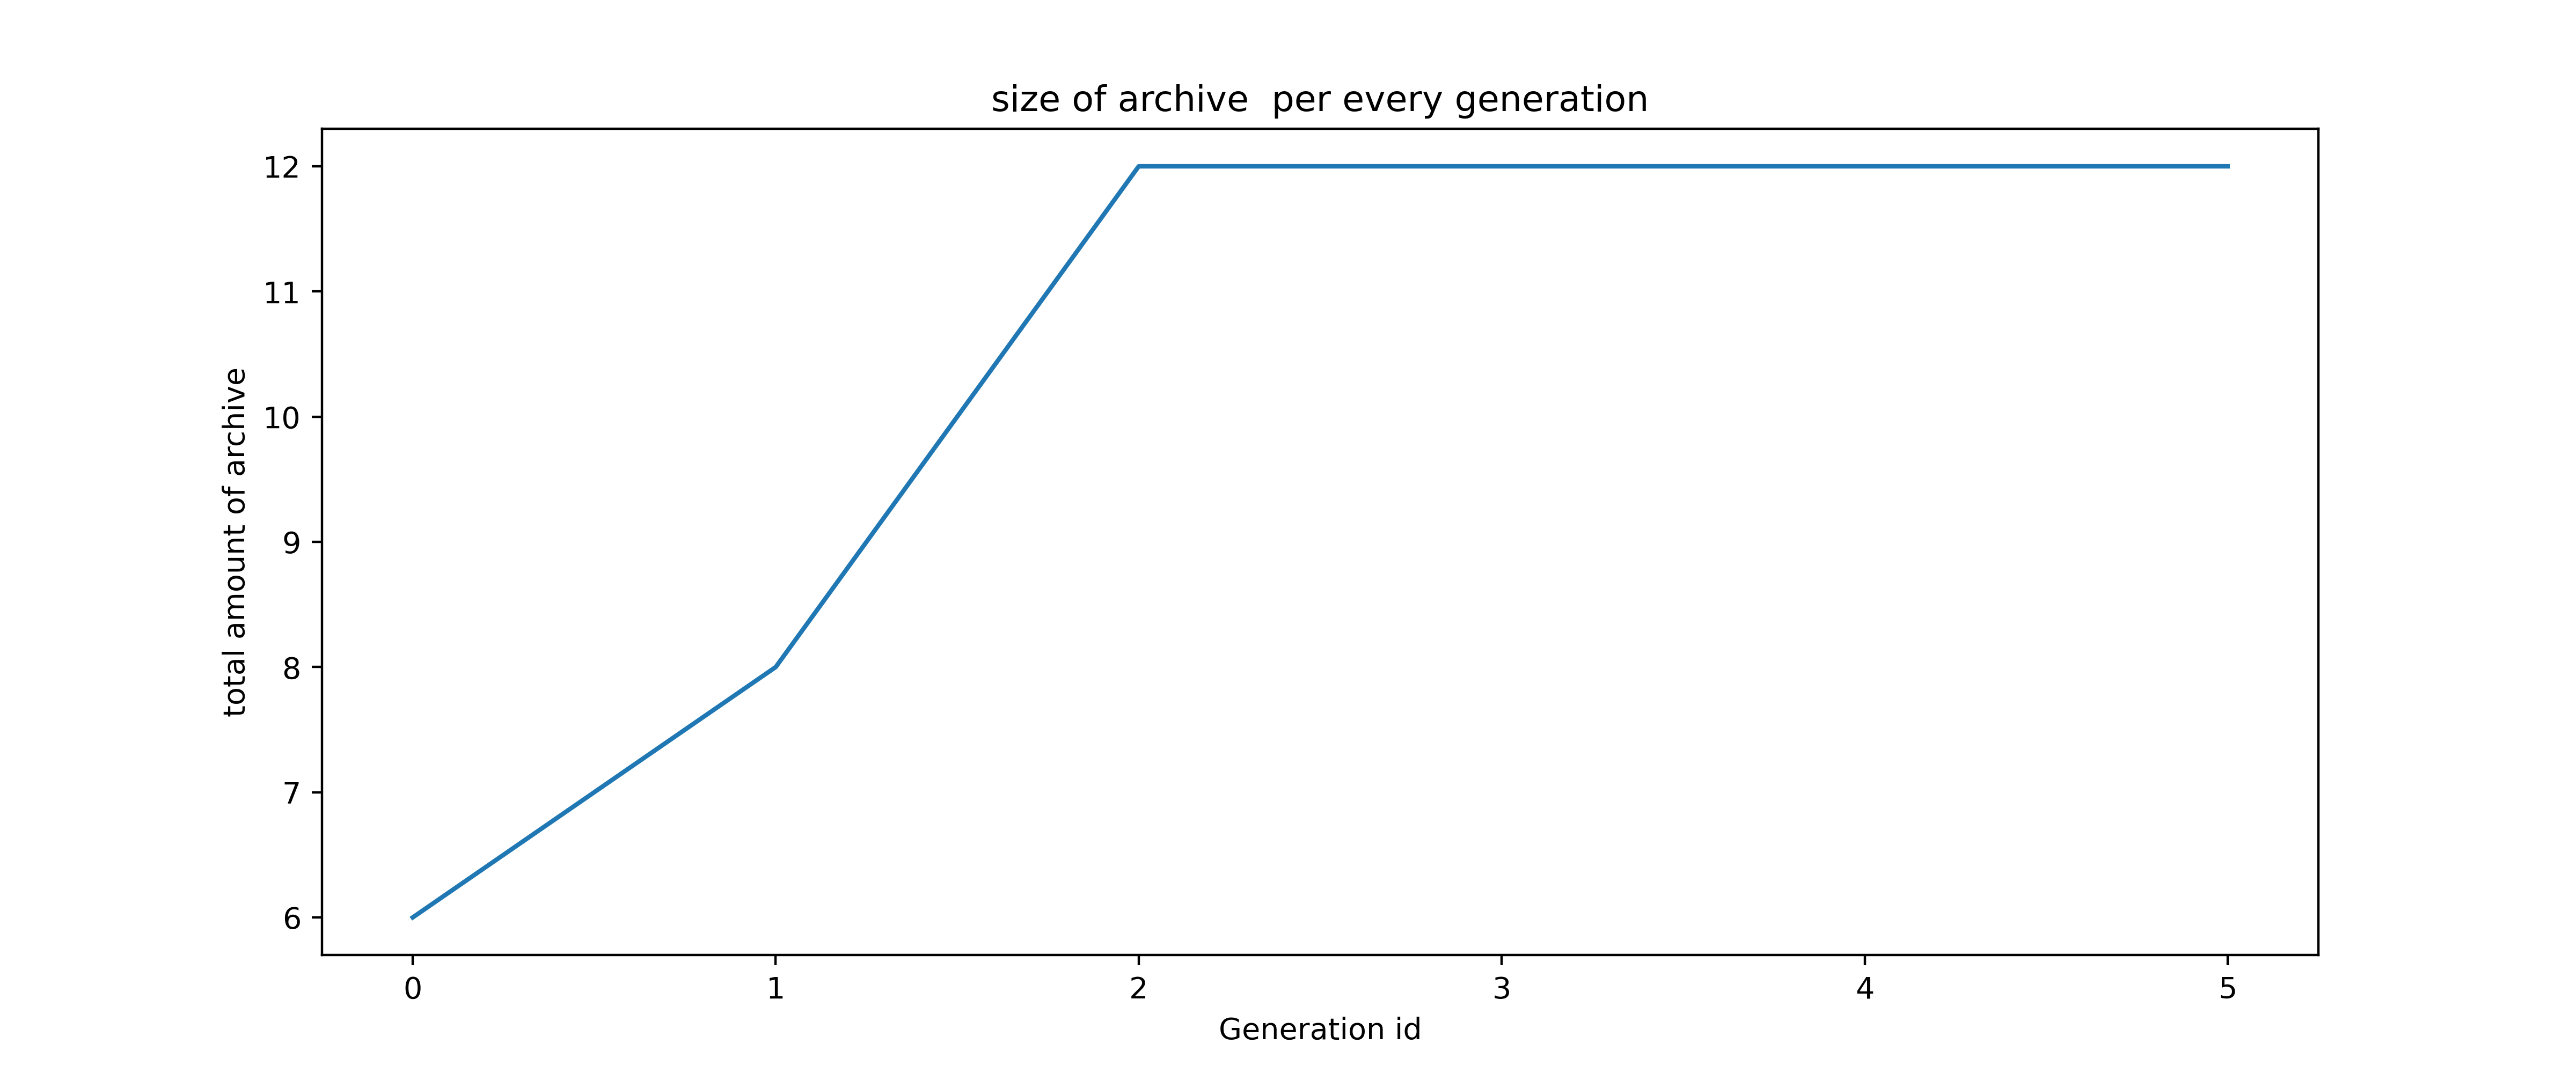 size of archive  per every generation
total amount of archive
12
11
10
9
8
7
6
0 1 2 3 4 5
Generation id